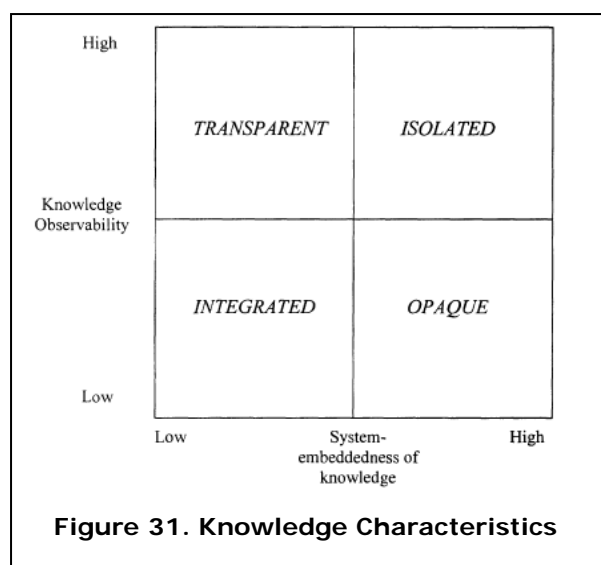 High
TRANSPARENT ISOLATED
Knowledge
Observability
INTEGRATED OPAQUE
Low
Low System- High
embeddedness of
knowledge
Figure 31. Knowledge Characteristics